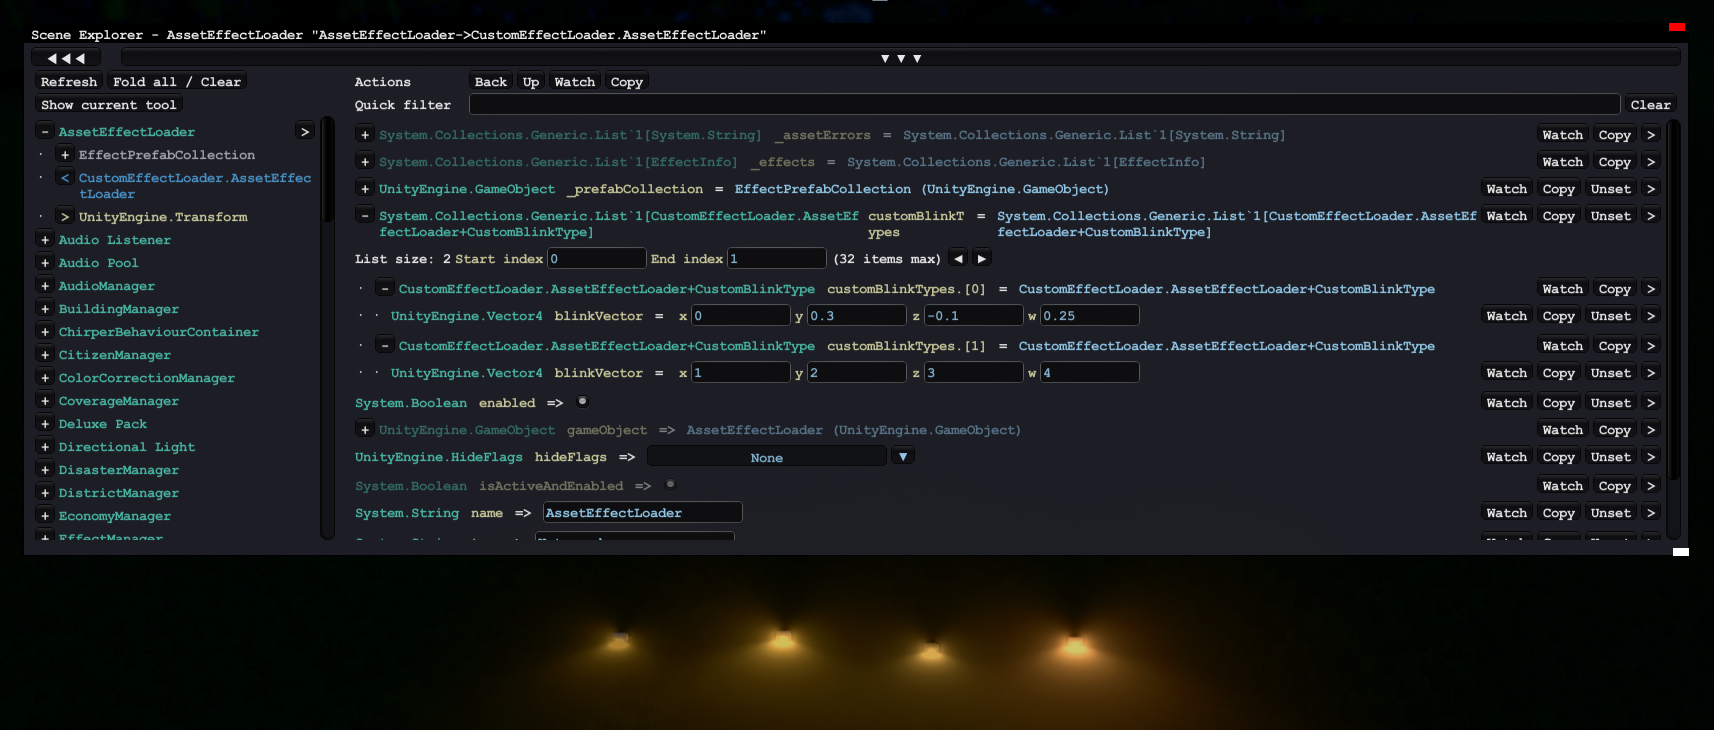 Scene Explorer - AssetEffectLoader "AssetEffectLoader->CustomEffectLoader.AssetEffectLoader"
◀◀◀ ▼ ▼ ▼
Refresh Fold all / Clear
Show current tool
- AssetEffectLoader >
· + EffectPrefabCollection
· < CustomEffectLoader.AssetEffec
tLoader
· > UnityEngine.Transform
+ Audio Listener
+ Audio Pool
+ AudioManager
+ BuildingManager
+ ChirperBehaviourContainer
+ CitizenManager
+ ColorCorrectionManager
+ CoverageManager
+ Deluxe Pack
+ Directional Light
+ DisasterManager
+ DistrictManager
+ EconomyManager
+ EffectManager
Actions Back Up Watch Copy
Quick filter Clear
+ System.Collections.Generic.List`1[System.String] _assetErrors = System.Collections.Generic.List`1[System.String] Watch Copy >
+ System.Collections.Generic.List`1[EffectInfo] _effects = System.Collections.Generic.List`1[EffectInfo] Watch Copy >
+ UnityEngine.GameObject _prefabCollection = EffectPrefabCollection (UnityEngine.GameObject) Watch Copy Unset >
- System.Collections.Generic.List`1[CustomEffectLoader.AssetEf customBlinkT = System.Collections.Generic.List`1[CustomEffectLoader.AssetEf Watch Copy Unset >
fectLoader+CustomBlinkType] ypes fectLoader+CustomBlinkType]
List size: 2 Start index 0 End index 1 (32 items max) ◀ ▶
· - CustomEffectLoader.AssetEffectLoader+CustomBlinkType customBlinkTypes.[0] = CustomEffectLoader.AssetEffectLoader+CustomBlinkType Watch Copy >
· · UnityEngine.Vector4 blinkVector = x 0 y 0.3 z -0.1 w 0.25 Watch Copy Unset >
· - CustomEffectLoader.AssetEffectLoader+CustomBlinkType customBlinkTypes.[1] = CustomEffectLoader.AssetEffectLoader+CustomBlinkType Watch Copy >
· · UnityEngine.Vector4 blinkVector = x 1 y 2 z 3 w 4 Watch Copy Unset >
System.Boolean enabled => Watch Copy Unset >
+ UnityEngine.GameObject gameObject => AssetEffectLoader (UnityEngine.GameObject) Watch Copy >
UnityEngine.HideFlags hideFlags => None ▼ Watch Copy Unset >
System.Boolean isActiveAndEnabled => Watch Copy >
System.String name => AssetEffectLoader Watch Copy Unset >